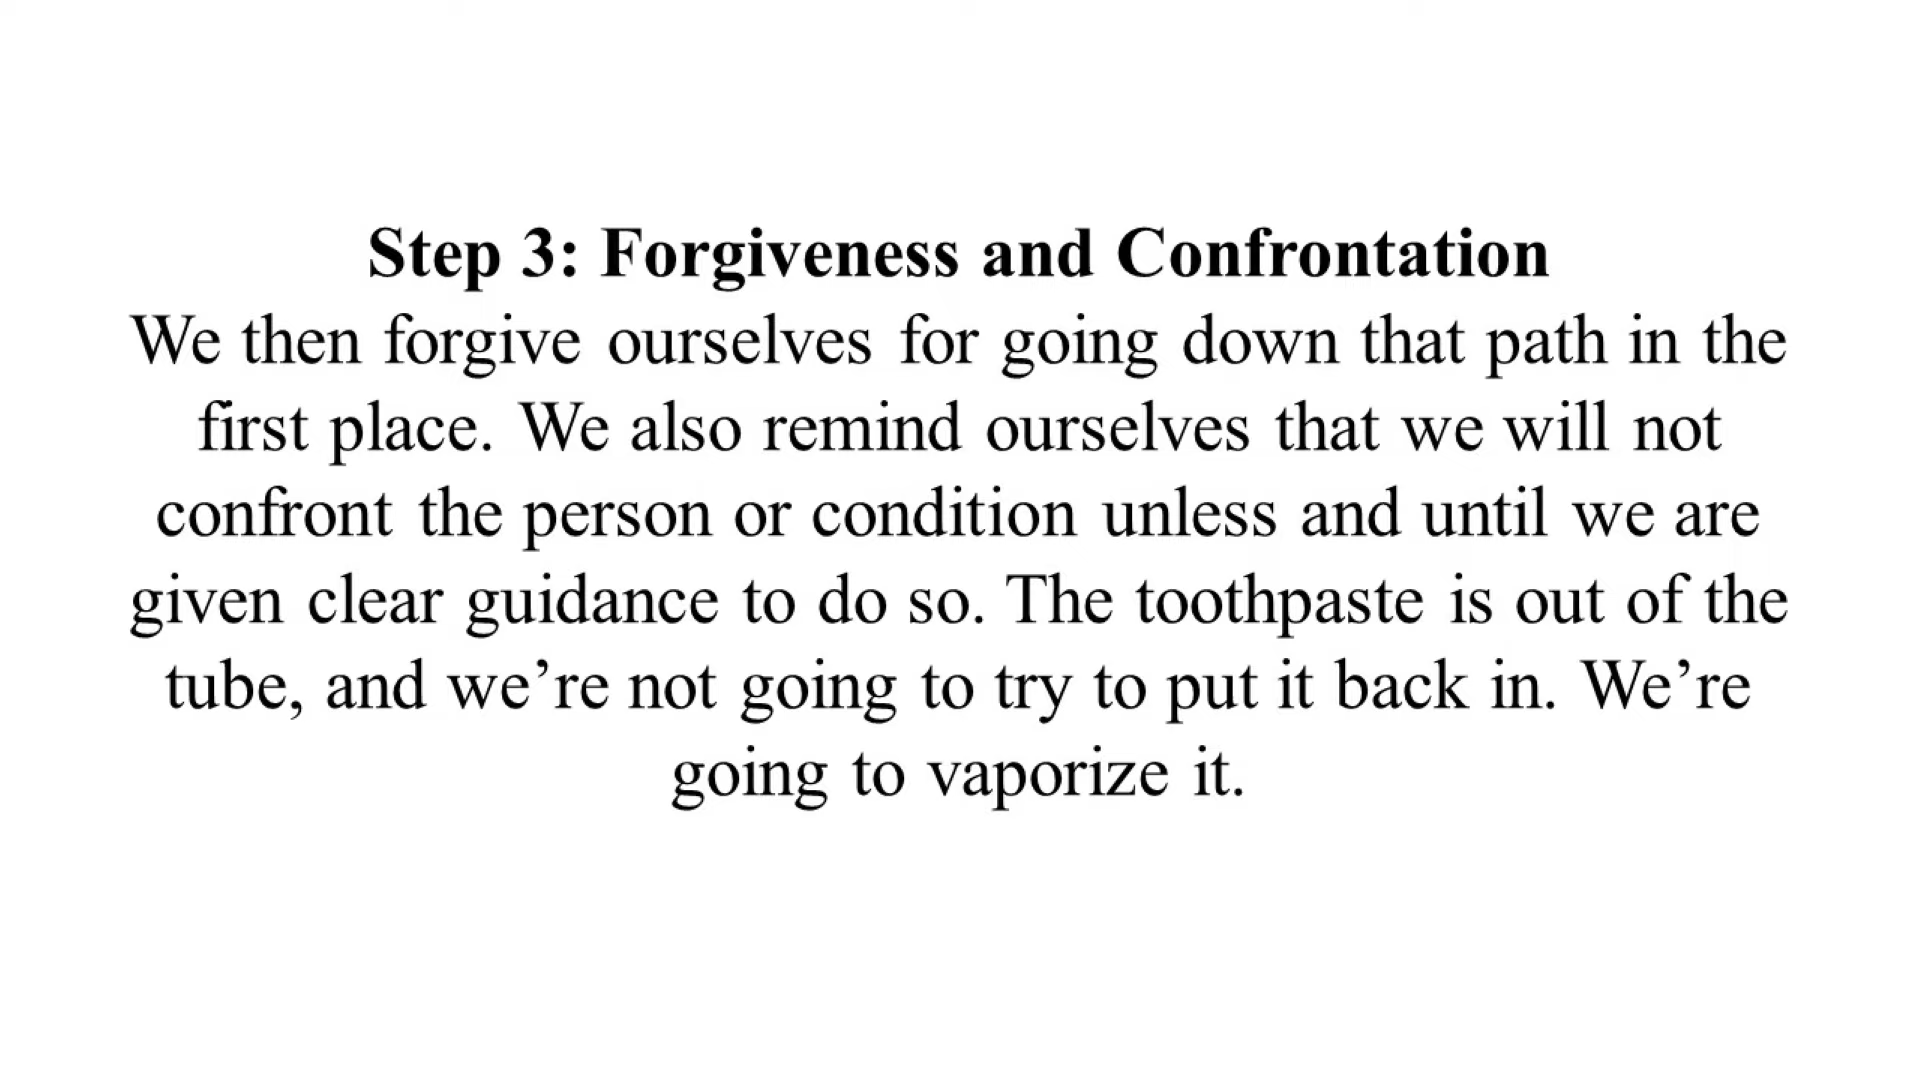 Step 3: Forgiveness and Confrontation
We then forgive ourselves for going down that path in the
first place. We also remind ourselves that we will not
confront the person or condition unless and until we are
given clear guidance to do so. The toothpaste is out of the
tube, and we’re not going to try to put it back in. We’re
going to vaporize it.